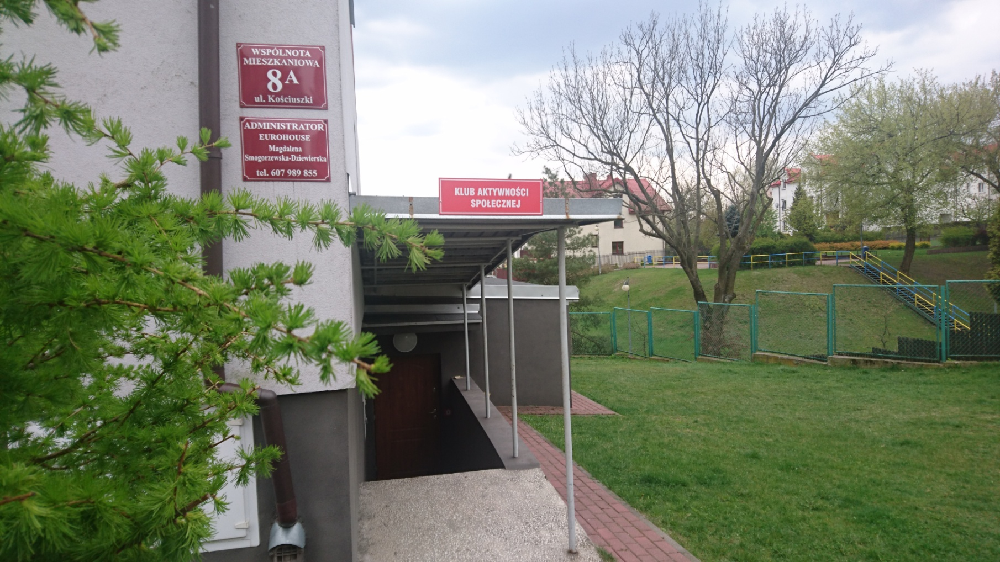 WSPÓLNOTA
MIESZKANIOWA
8A
ul. Kościuszki
ADMINISTRATOR
EUROHOUSE
Magdalena
Smogorzewska-Dziewierska
tel. 607 989 855
KLUB AKTYWNOŚCI
SPOŁECZNEJ